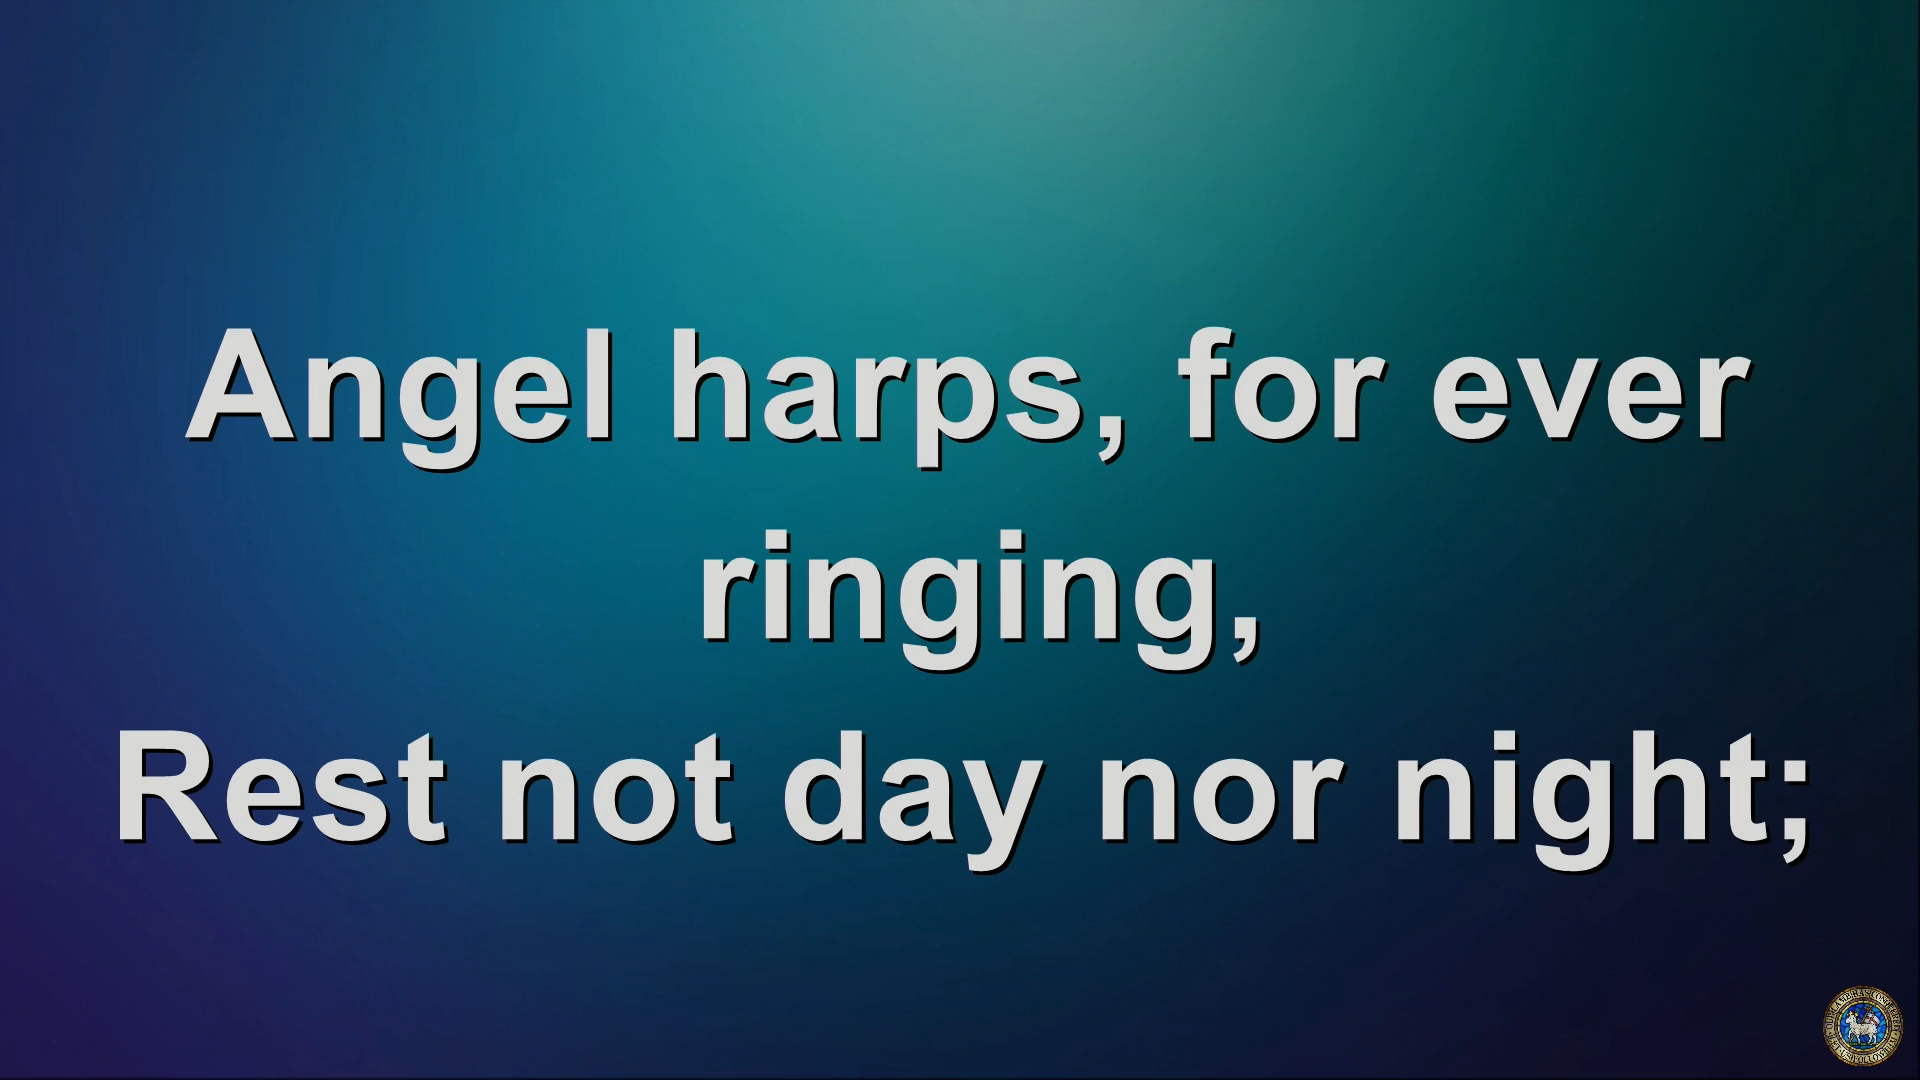 Angel harps, for ever
ringing,
Rest not day nor night;